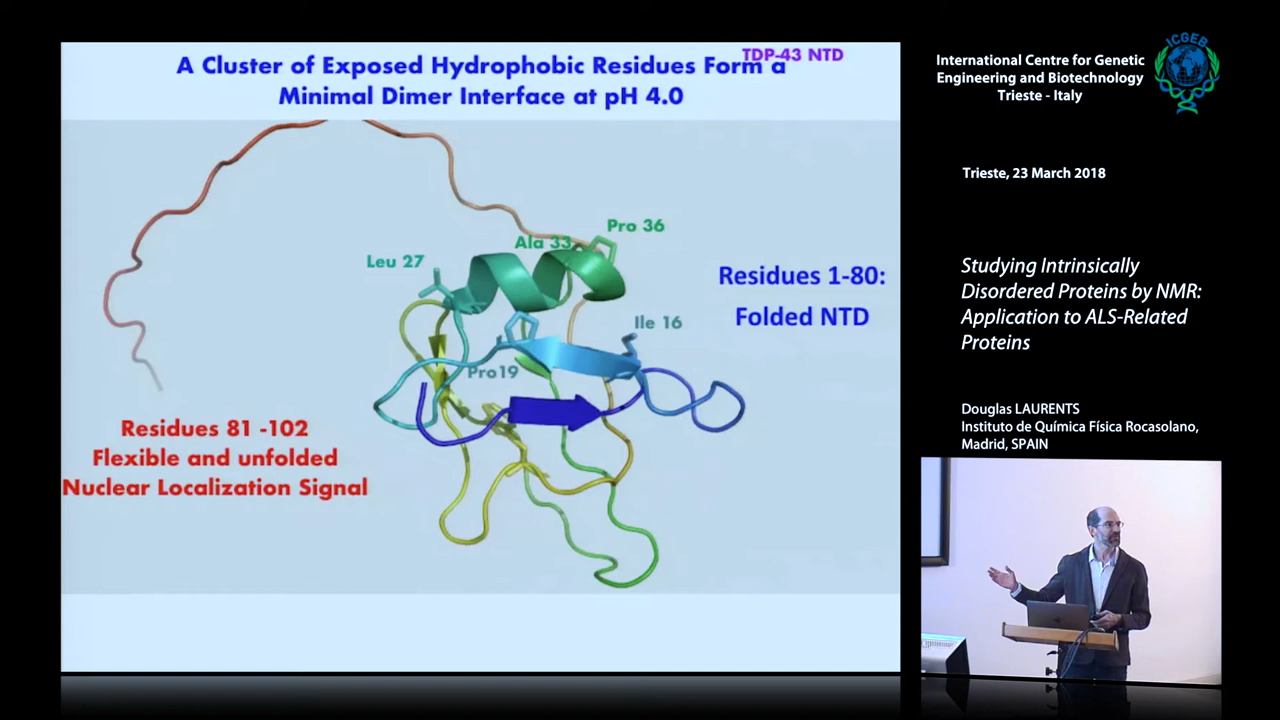 TDP-43 NTD
A Cluster of Exposed Hydrophobic Residues Form a
Minimal Dimer Interface at pH 4.0
Pro 36
Ala 33
Leu 27
Residues 1-80:
Folded NTD
Ile 16
Pro19
Residues 81 -102
Flexible and unfolded
Nuclear Localization Signal
International Centre for Genetic
Engineering and Biotechnology
Trieste - Italy
ICGEB
Trieste, 23 March 2018
Studying Intrinsically
Disordered Proteins by NMR:
Application to ALS-Related
Proteins
Douglas LAURENTS
Instituto de Química Física Rocasolano,
Madrid, SPAIN